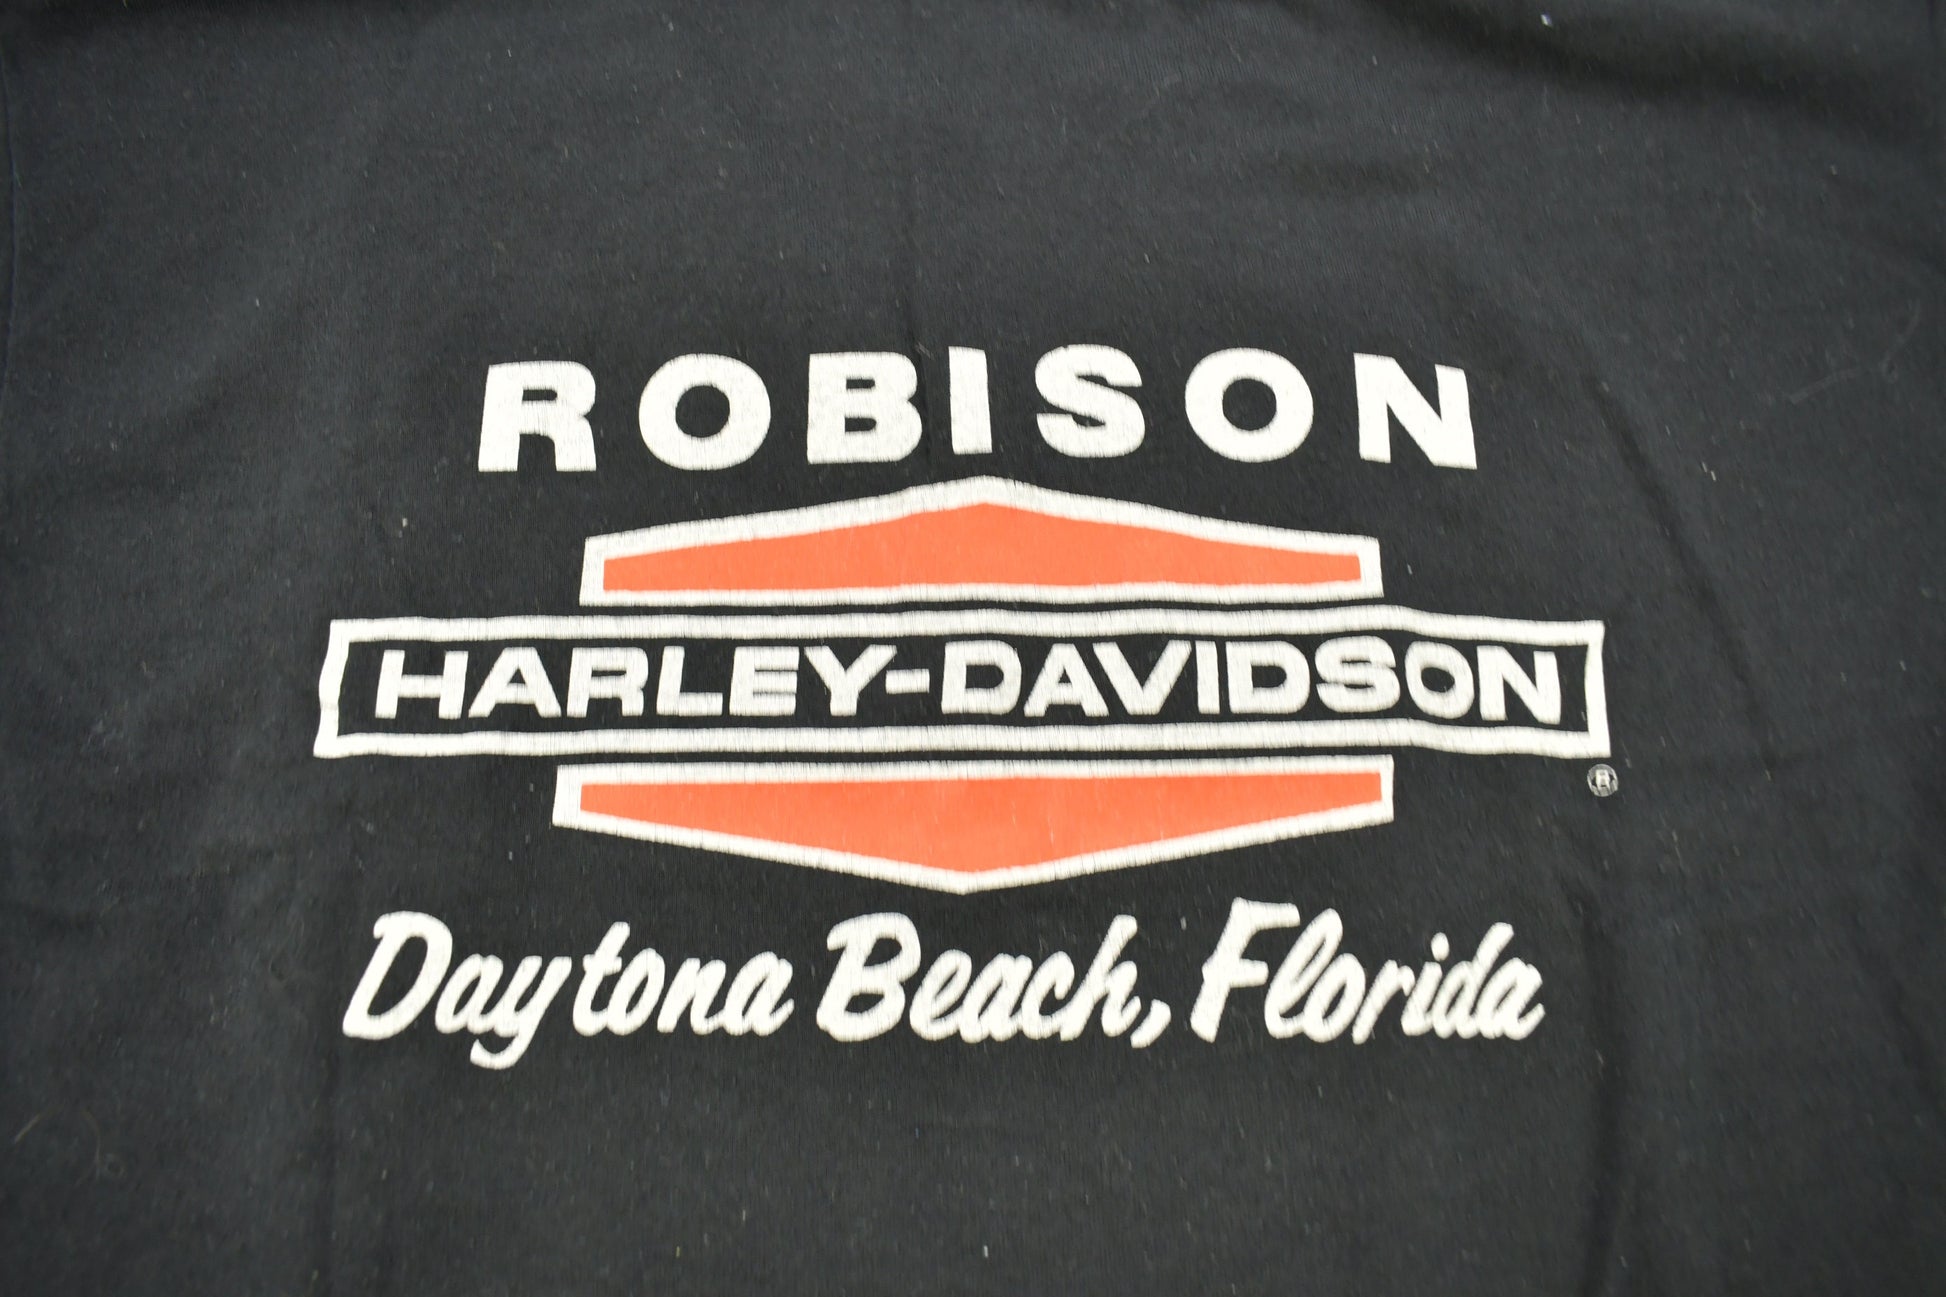 ROBISON
HARLEY-DAVIDSON
®
Daytona Beach, Florida